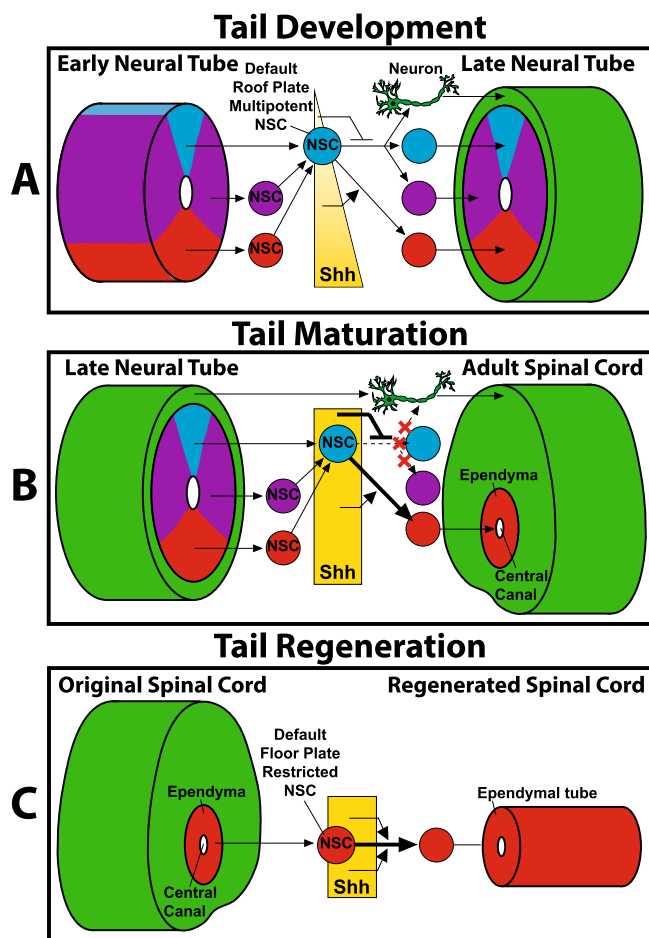 Tail Development
A
Early Neural Tube
Default
Roof Plate
Multipotent
NSC
Neuron
Late Neural Tube
NSC
NSC
NSC
Shh
Tail Maturation
B
Late Neural Tube
Adult Spinal Cord
NSC
NSC
NSC
Shh
Ependyma
Central
Canal
Tail Regeneration
C
Original Spinal Cord
Regenerated Spinal Cord
Default
Floor Plate
Restricted
NSC
Ependyma
Central
Canal
NSC
Shh
Ependymal tube